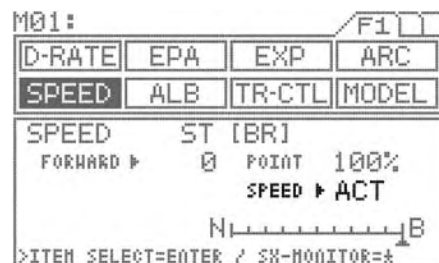 M01: F1
D-RATE EPA EXP ARC
SPEED ALB TR-CTL MODEL
SPEED ST [BR]
FORWARD 0 POINT 100%
SPEED ACT
N B
>ITEM SELECT=ENTER / SX-MONITOR=±